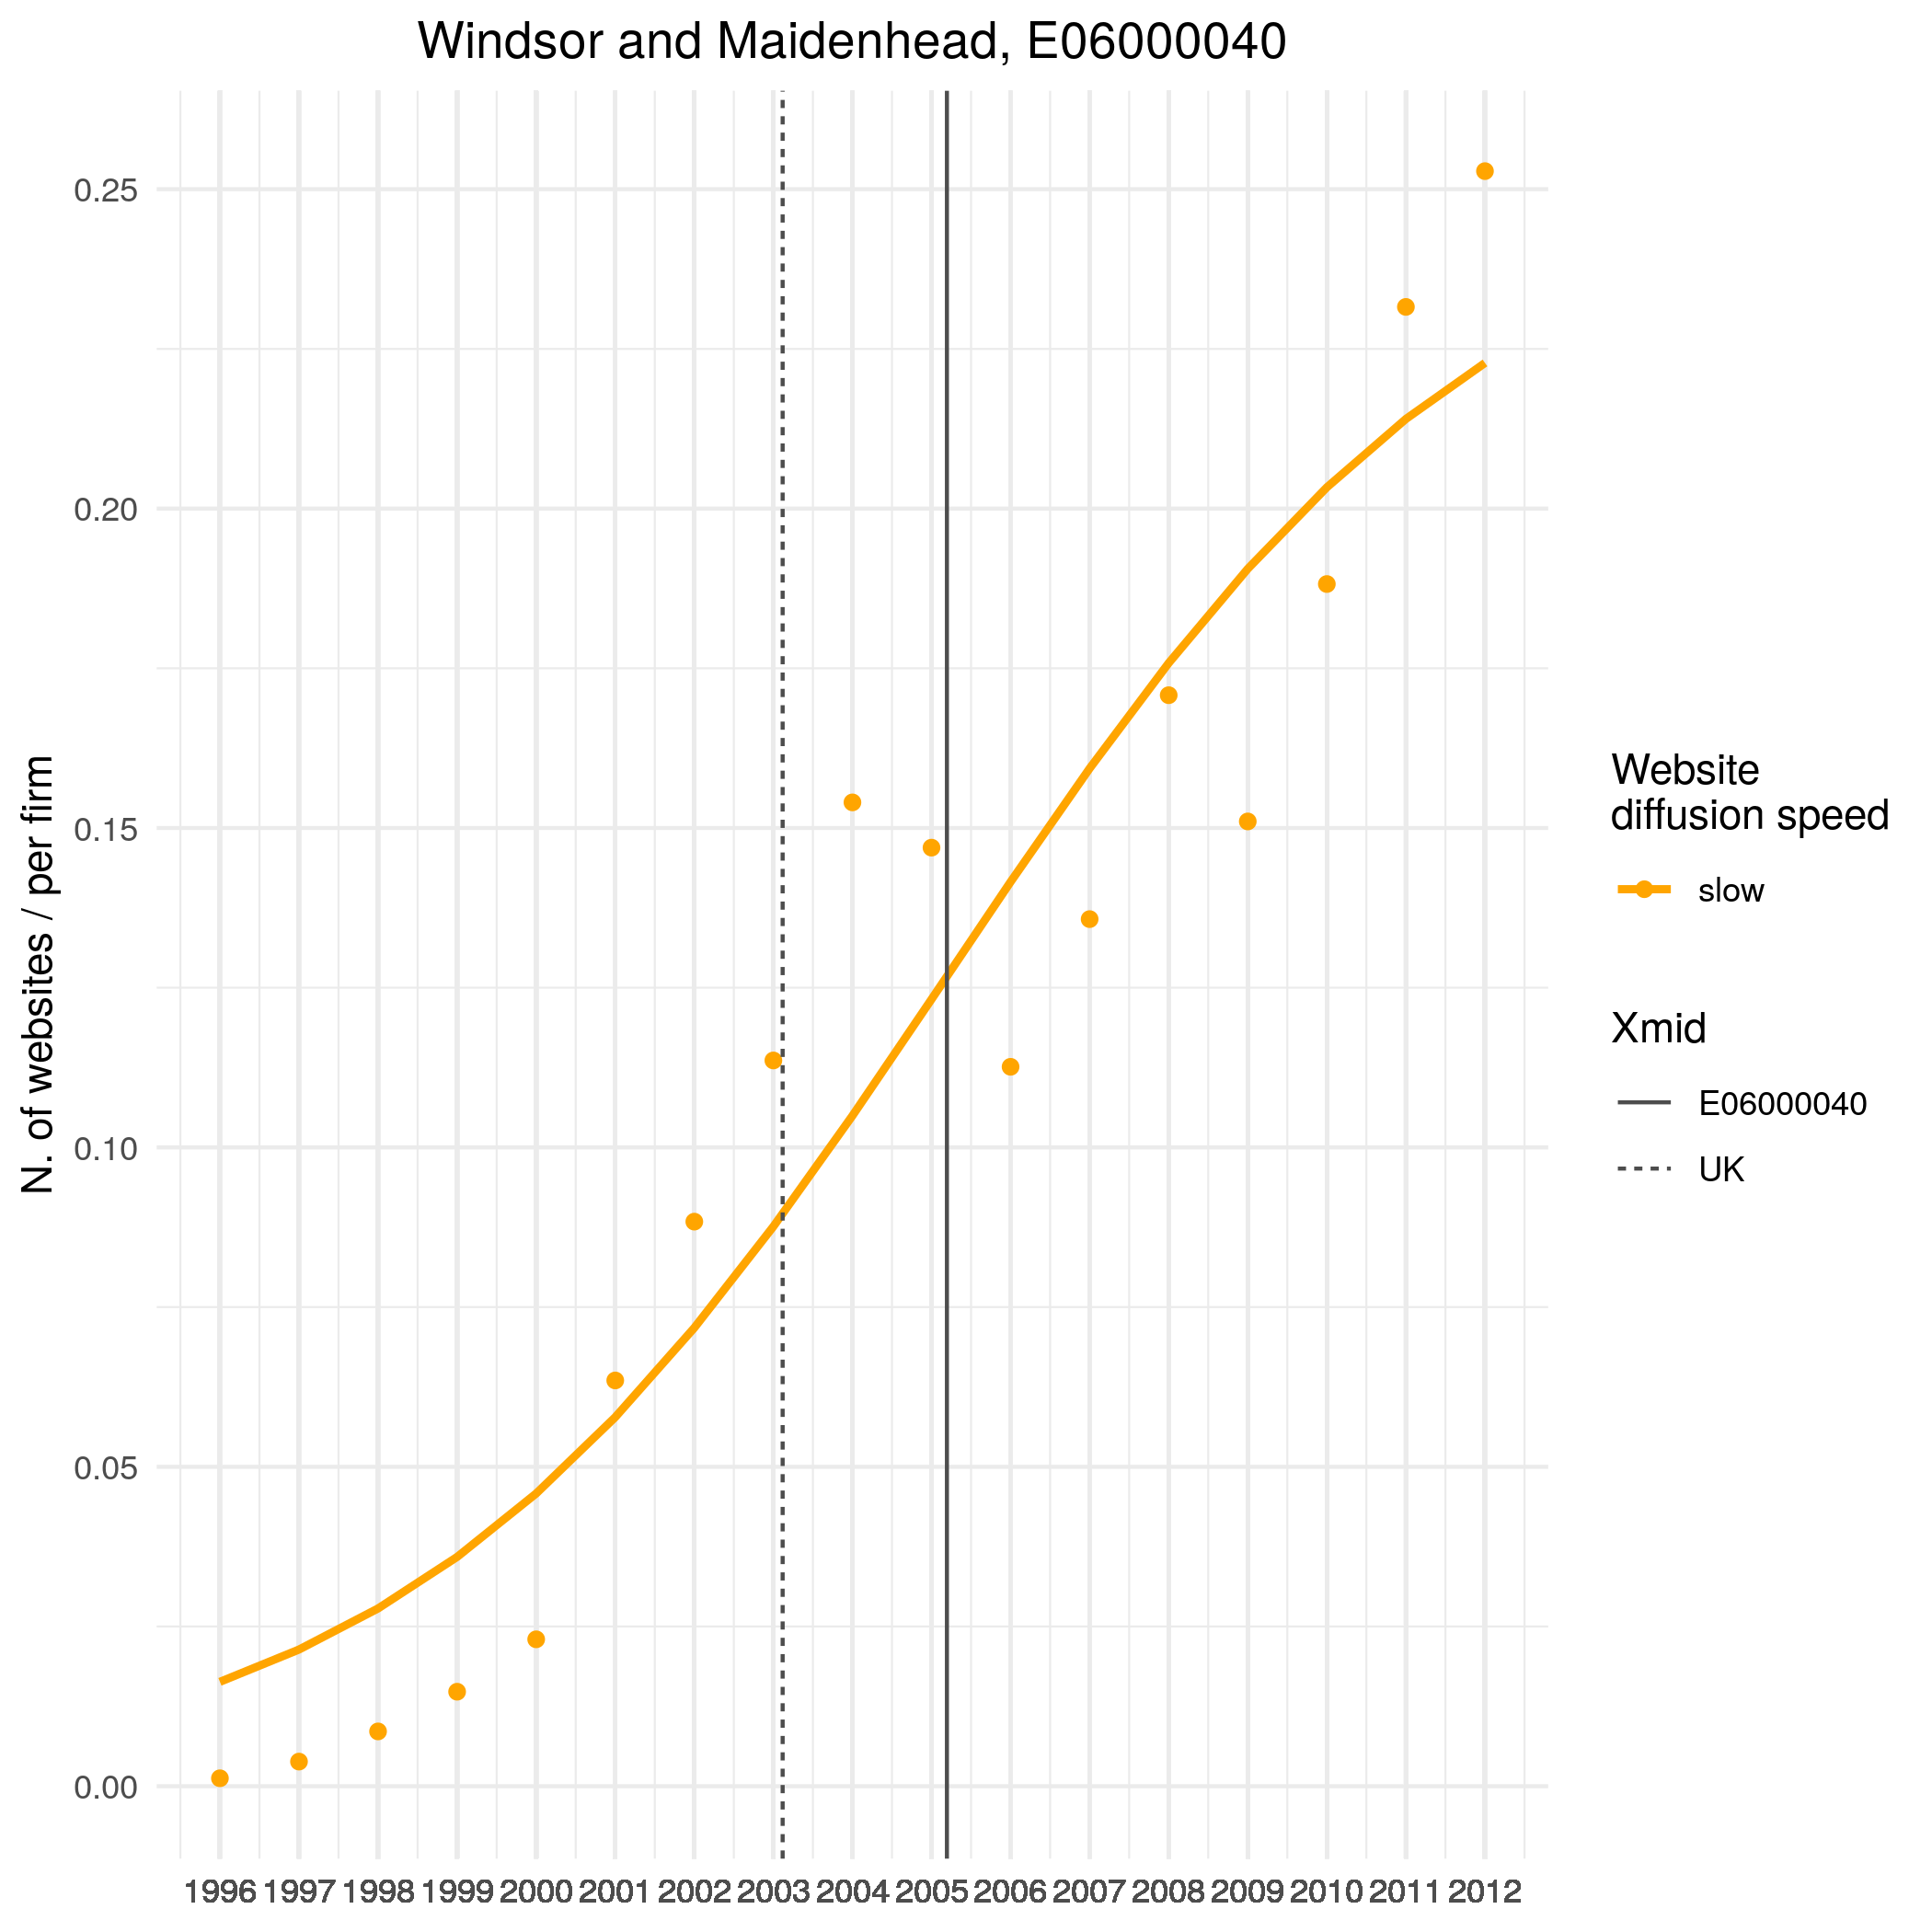 Windsor and Maidenhead, E06000040
N. of websites / per firm
0.25
0.20
0.15
0.10
0.05
0.00
1996 1997 1998 1999 2000 2001 2002 2003 2004 2005 2006 2007 2008 2009 2010 2011 2012
Website
diffusion speed
slow
Xmid
E06000040
UK